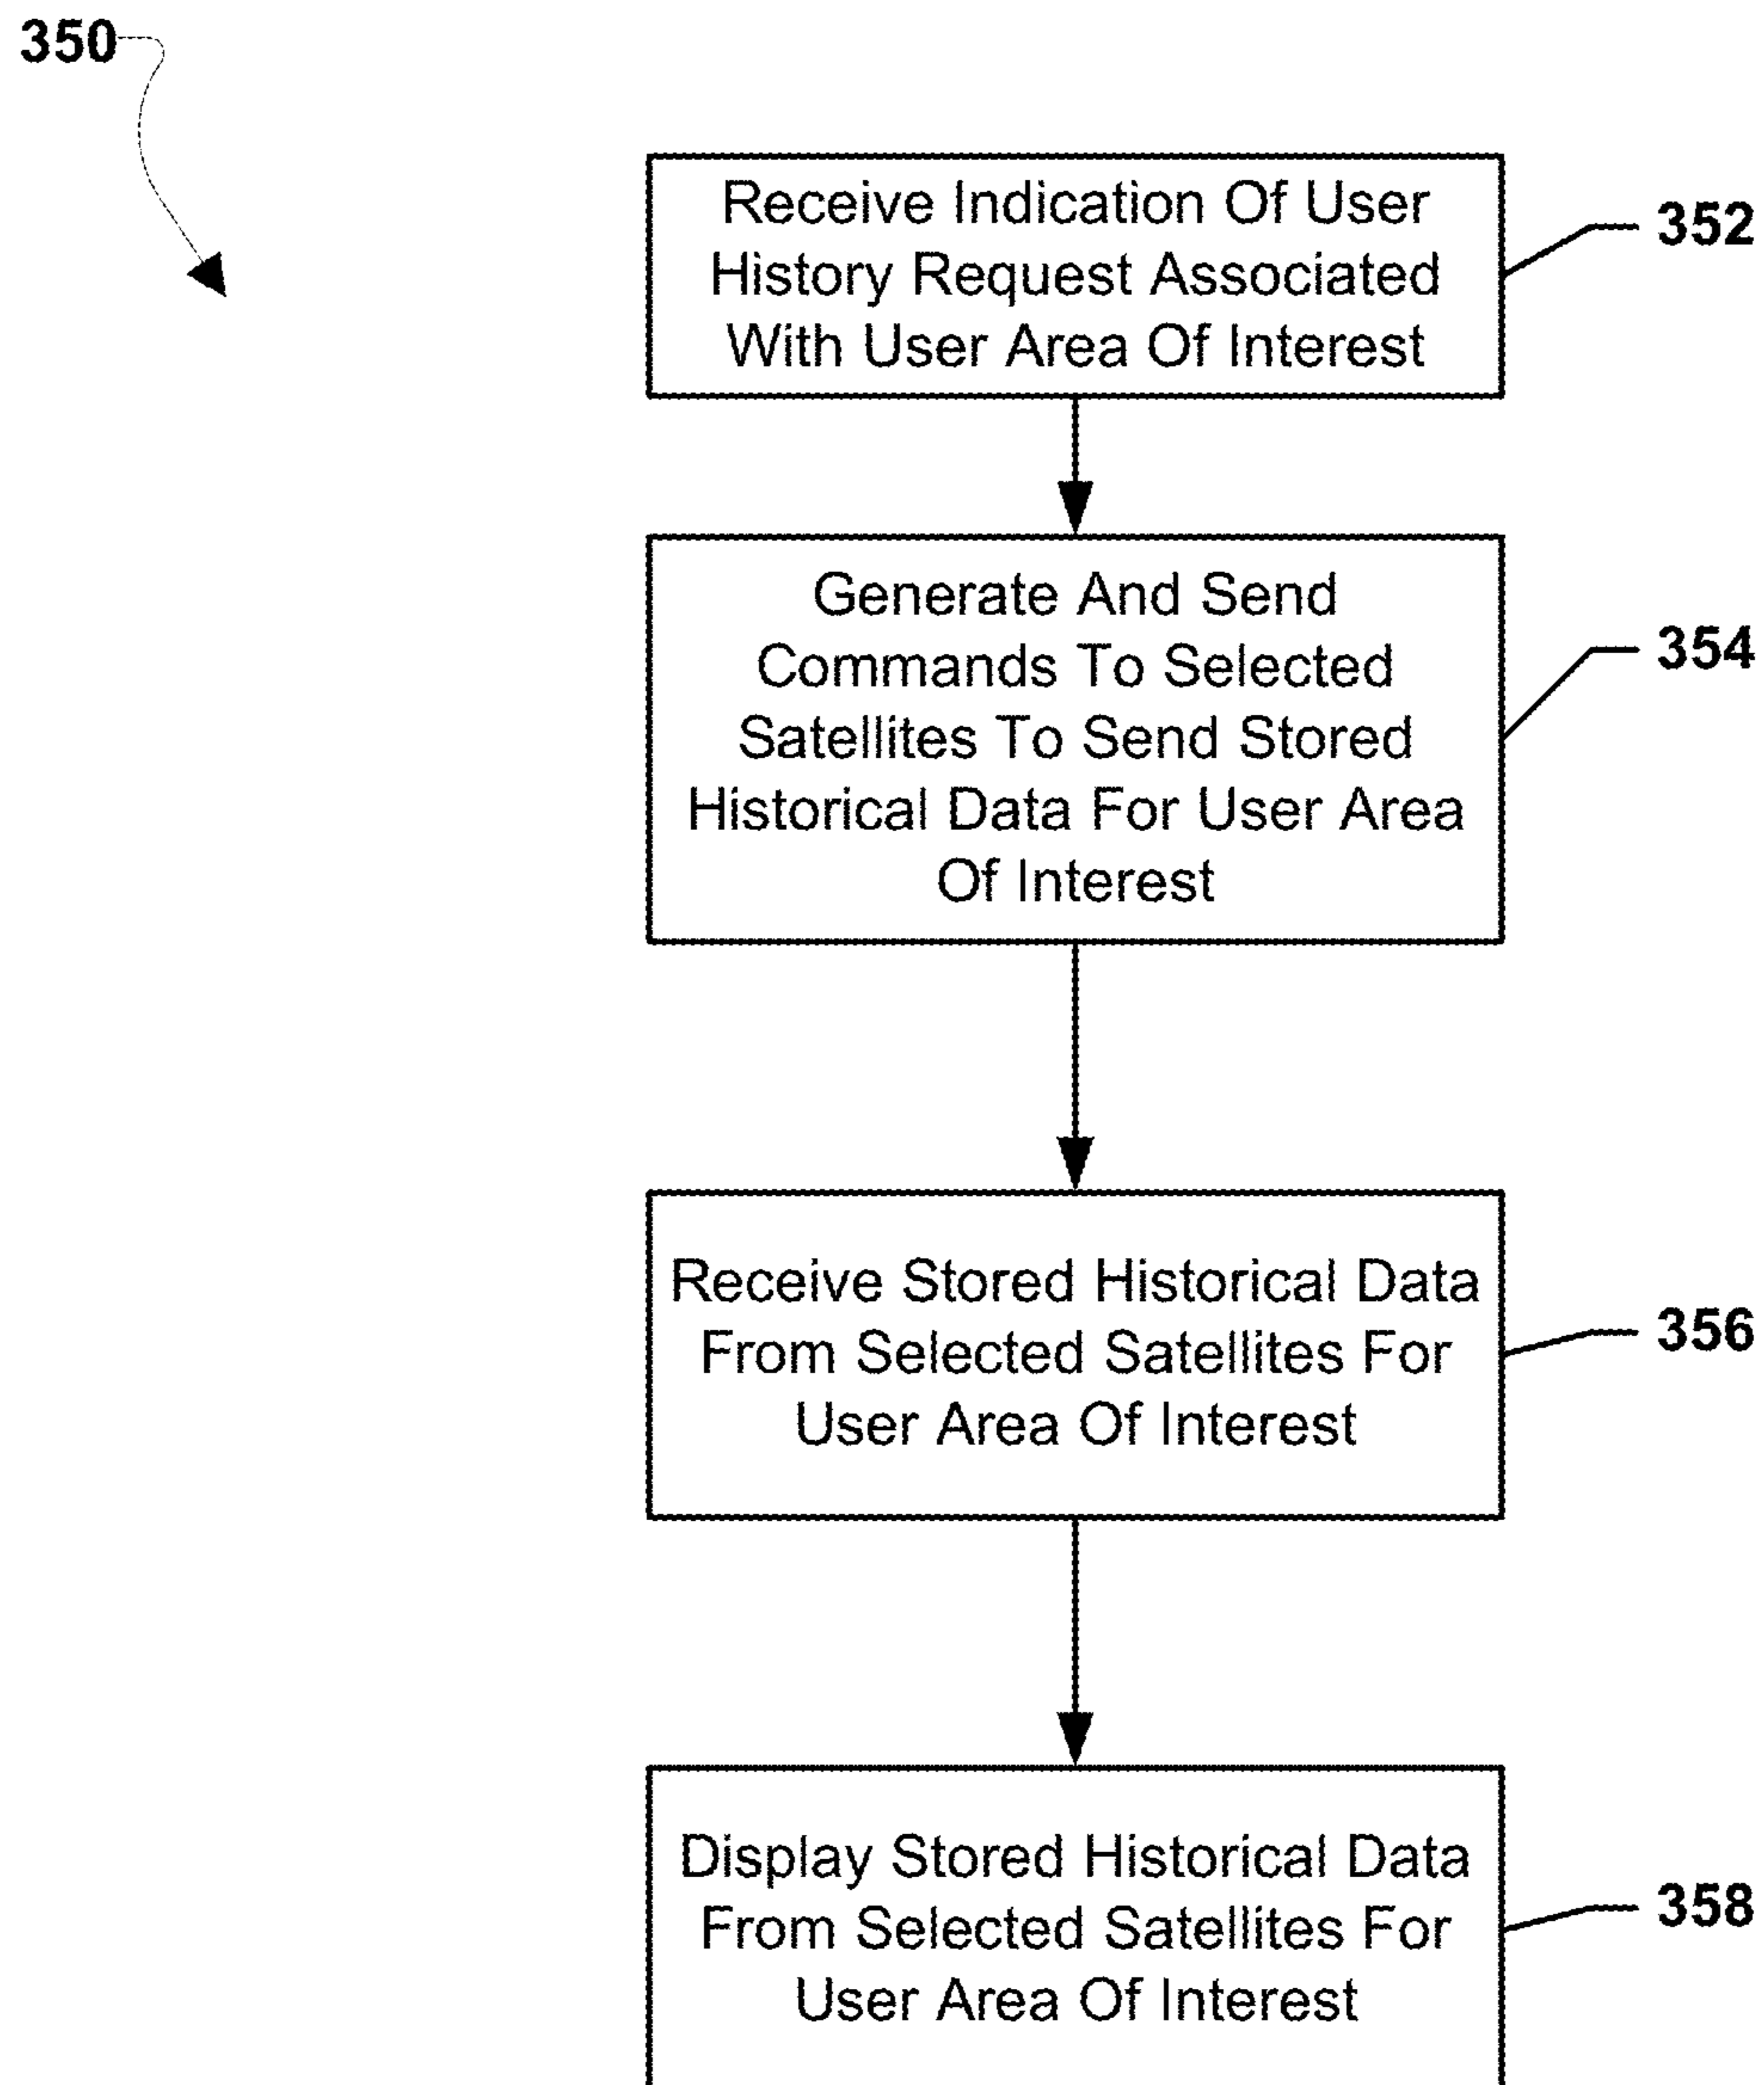 350
Receive Indication Of User
History Request Associated
With User Area Of Interest
352
Generate And Send
Commands To Selected
Satellites To Send Stored
Historical Data For User Area
Of Interest
354
Receive Stored Historical Data
From Selected Satellites For
User Area Of Interest
356
Display Stored Historical Data
From Selected Satellites For
User Area Of Interest
358